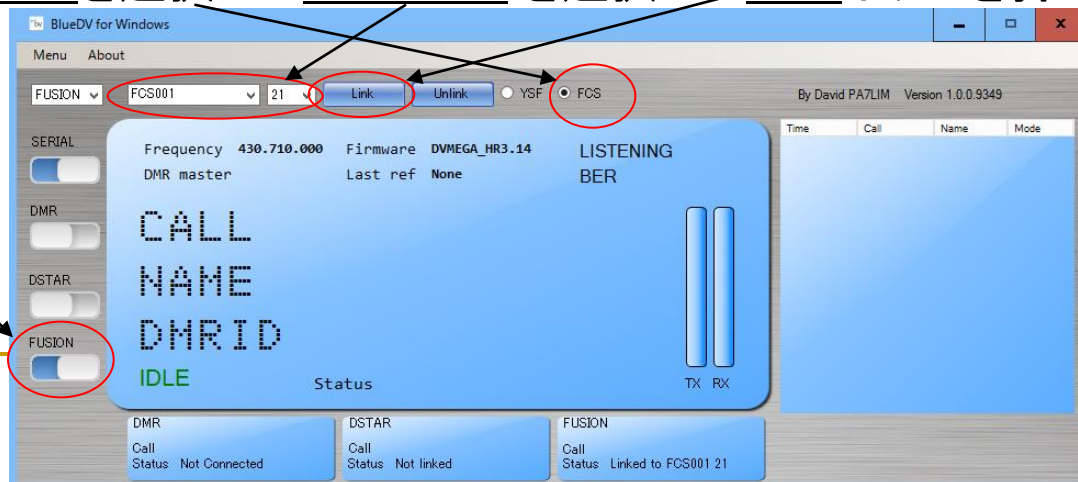 BlueDV for Windows
Menu About
FUSION FCS001 21 Link Unlink YSF FCS By David PA7LIM Version 1.0.0.9349
Time Call Name Mode
SERIAL
Frequency 430.710.000 Firmware DVMEGA_HR3.14 LISTENING
DMR master Last ref None BER
DMR
CALL
DSTAR
NAME
FUSION
DMRID
IDLE Status TX RX
DMR DSTAR FUSION
Call Call Call
Status Not Connected Status Not linked Status Linked to FCS001 21